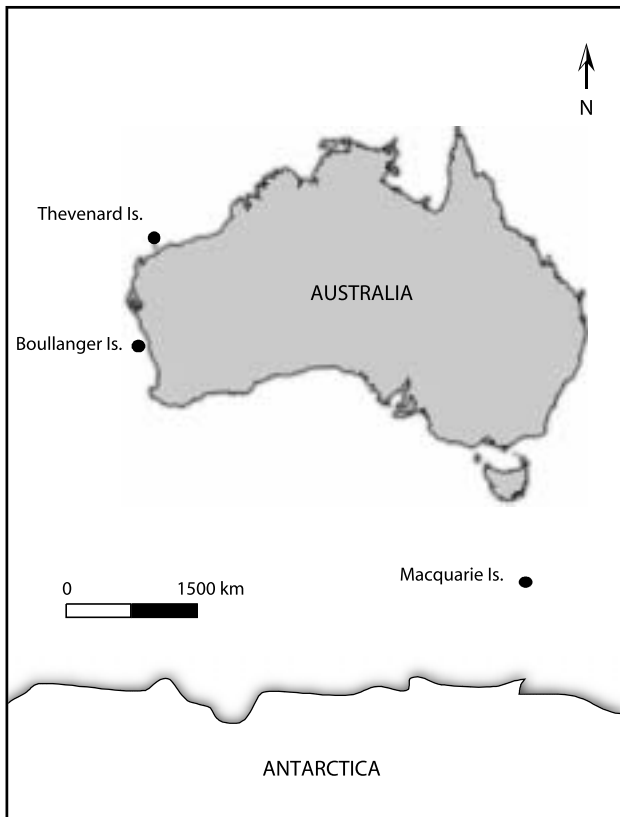 N
Thevenard Is.
AUSTRALIA
Boullanger Is.
Macquarie Is.
0 1500 km
ANTARCTICA